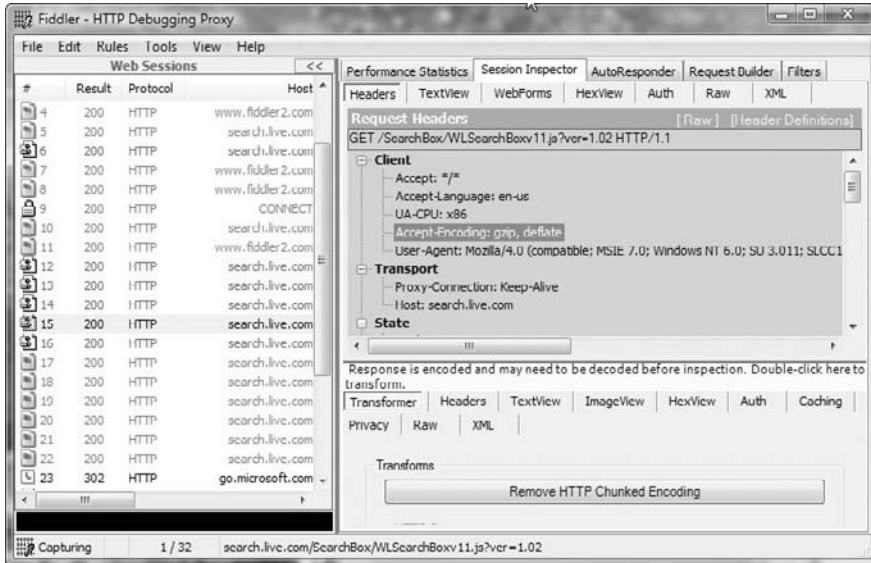 Fiddler - HTTP Debugging Proxy
File Edit Rules Tools View Help
Web Sessions <<
# Result Protocol Host
4 200 HTTP www.fiddler2.com
5 200 HTTP search.live.com
6 200 HTTP search.live.com
7 200 HTTP www.fiddler2.com
8 200 HTTP www.fiddler2.com
9 200 HTTP CONNECT
10 200 HTTP search.live.com
11 200 HTTP www.fiddler2.com
12 200 HTTP search.live.com
13 200 HTTP search.live.com
14 200 HTTP search.live.com
15 200 HTTP search.live.com
16 200 HTTP search.live.com
17 200 HTTP search.live.com
18 200 HTTP search.live.com
19 200 HTTP search.live.com
20 200 HTTP search.live.com
21 200 HTTP search.live.com
22 200 HTTP search.live.com
23 302 HTTP go.microsoft.com
Performance Statistics Session Inspector AutoResponder Request Builder Filters
Headers TextView WebForms HexView Auth Raw XML
Request Headers [ Raw ] [Header Definitions]
GET /SearchBox/WLSearchBoxv11.js?ver=1.02 HTTP/1.1
Client
Accept: */*
Accept-Language: en-us
UA-CPU: x86
Accept-Encoding: gzip, deflate
User-Agent: Mozilla/4.0 (compatible; MSIE 7.0; Windows NT 6.0; SU 3.011; SLCC1
Transport
Proxy-Connection: Keep-Alive
Host: search.live.com
State
Response is encoded and may need to be decoded before inspection. Double-click here to
transform.
Transformer Headers TextView ImageView HexView Auth Caching
Privacy Raw XML
Transforms
Remove HTTP Chunked Encoding
Capturing 1 / 32 search.live.com/SearchBox/WLSearchBoxv11.js?ver=1.02